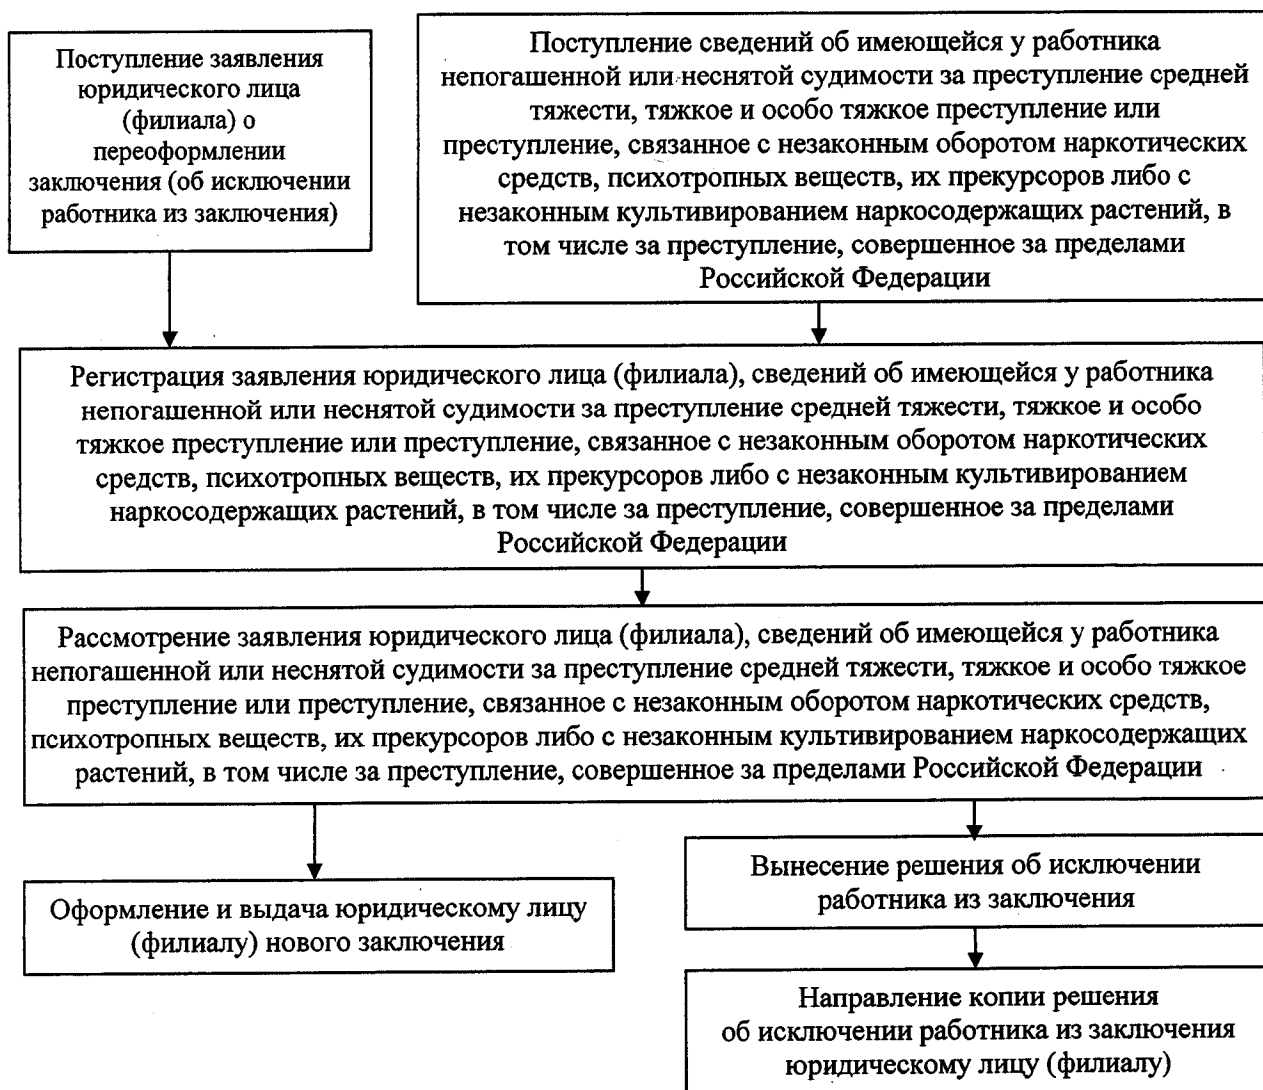 Поступление заявления
юридического лица
(филиала) о
переоформлении
заключения (об исключении
работника из заключения)
Поступление сведений об имеющейся у работника
непогашенной или неснятой судимости за преступление средней
тяжести, тяжкое и особо тяжкое преступление или
преступление, связанное с незаконным оборотом наркотических
средств, психотропных веществ, их прекурсоров либо с
незаконным культивированием наркосодержащих растений, в
том числе за преступление, совершенное за пределами
Российской Федерации
Регистрация заявления юридического лица (филиала), сведений об имеющейся у работника
непогашенной или неснятой судимости за преступление средней тяжести, тяжкое и особо
тяжкое преступление или преступление, связанное с незаконным оборотом наркотических
средств, психотропных веществ, их прекурсоров либо с незаконным культивированием
наркосодержащих растений, в том числе за преступление, совершенное за пределами
Российской Федерации
Рассмотрение заявления юридического лица (филиала), сведений об имеющейся у работника
непогашенной или неснятой судимости за преступление средней тяжести, тяжкое и особо тяжкое
преступление или преступление, связанное с незаконным оборотом наркотических средств,
психотропных веществ, их прекурсоров либо с незаконным культивированием наркосодержащих
растений, в том числе за преступление, совершенное за пределами Российской Федерации
Оформление и выдача юридическому лицу
(филиалу) нового заключения
Вынесение решения об исключении
работника из заключения
Направление копии решения
об исключении работника из заключения
юридическому лицу (филиалу)